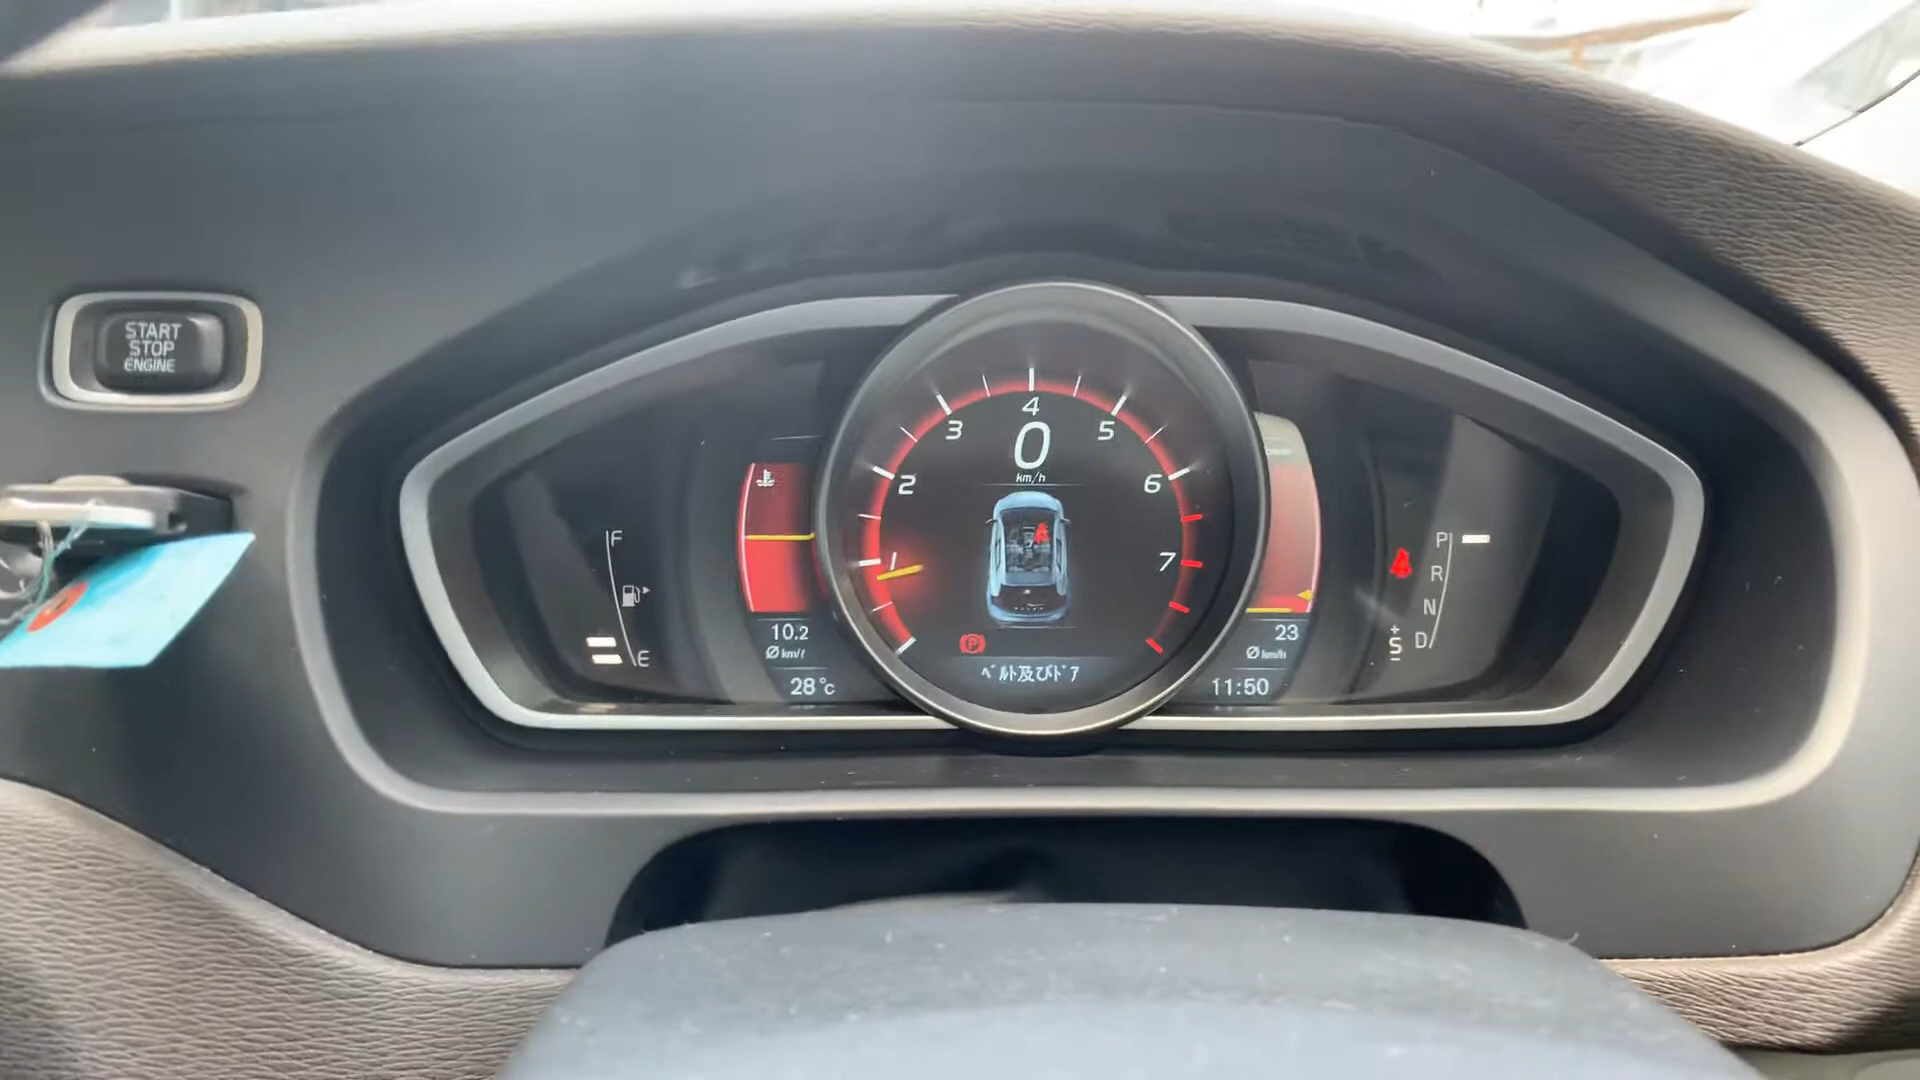 START
STOP
ENGINE
F
E
10.2
Ø km/ℓ
28°c
1
2
3
4
5
6
7
0
km/h
P
ﾍﾞﾙﾄ及びﾄﾞｱ
23
Ø km/h
11:50
P
R
N
D
+
S
−